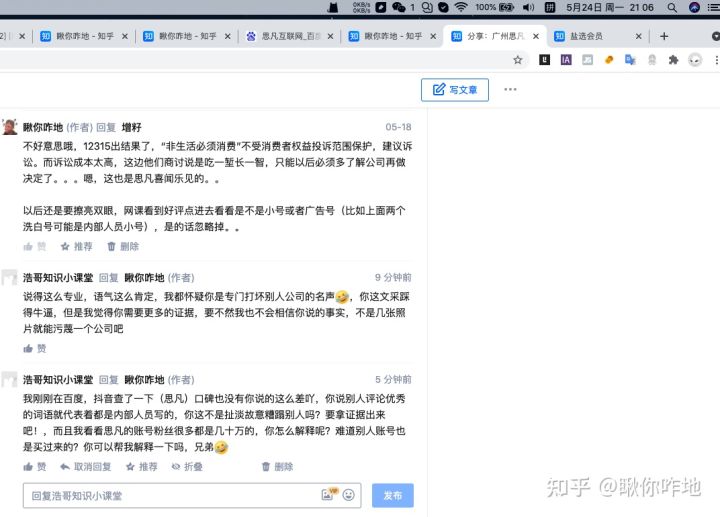 0KB/s
0KB/s
1
100%
5月24日 周一 21 06
2] [
瞅你咋地 - 知乎
瞅你咋地 - 知乎
思凡互联网_百度
瞅你咋地 - 知乎
分享：广州思凡
盐选会员
写文章
瞅你咋地 (作者) 回复 增籽
05-18
不好意思哦，12315出结果了，“非生活必须消费”不受消费者权益投诉范围保护，建议诉
讼。而诉讼成本太高，这边他们商讨说是吃一堑长一智，只能以后必须多了解公司再做
决定了。。。嗯，这也是思凡喜闻乐见的。。
以后还是要擦亮双眼，网课看到好评点进去看看是不是小号或者广告号（比如上面两个
洗白号可能是内部人员小号），是的话忽略掉。。
赞 推荐 删除
浩哥知识小课堂 回复 瞅你咋地 (作者)
9 分钟前
说得这么专业，语气这么肯定，我都怀疑你是专门打坏别人公司的名声🤣，你这文采踩
得牛逼，但是我觉得你需要更多的证据，要不然我也不会相信你说的事实，不是几张照
片就能污蔑一个公司吧
赞
浩哥知识小课堂 回复 瞅你咋地 (作者)
5 分钟前
我刚刚在百度，抖音查了一下（思凡）口碑也没有你说的这么差吖，你说别人评论优秀
的词语就代表着都是内部人员写的，你这不是扯淡故意糟蹋别人吗？要拿证据出来
吧！，而且我看看思凡的账号粉丝很多都是几十万的，你怎么解释呢？难道别人账号也
是买过来的？你可以帮我解释一下吗，兄弟🤣
赞 取消回复 推荐 折叠 删除
回复浩哥知识小课堂
VIP
发布
知乎 @瞅你咋地